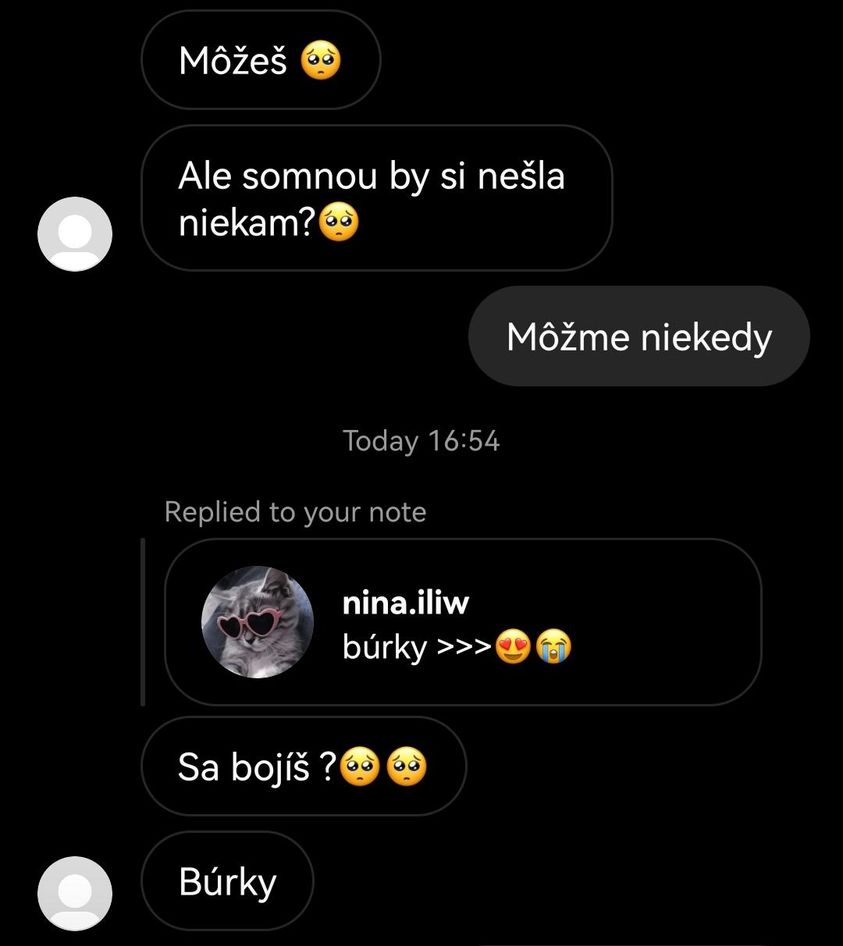 Môžeš 🥺
Ale somnou by si nešla
niekam?🥺
Môžme niekedy
Today 16:54
Replied to your note
nina.iliw
búrky >>>😍😭
Sa bojíš ?🥺🥺
Búrky